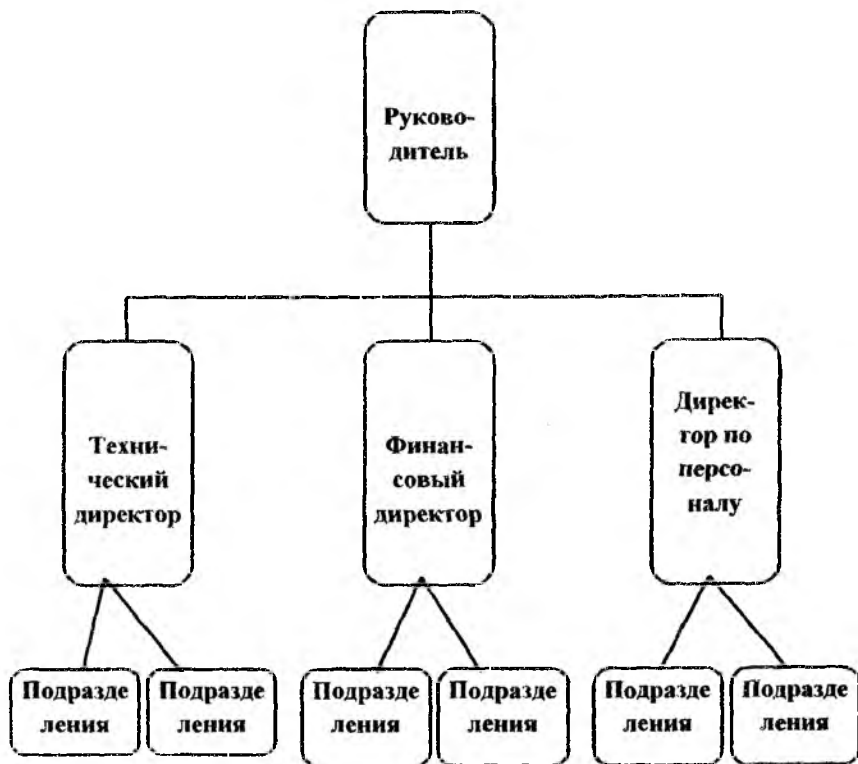 Руково-
дитель
Техни-
ческий
директор
Финан-
совый
директор
Дирек-
тор по
персо-
налу
Подразде
ления
Подразде
ления
Подразде
ления
Подразде
ления
Подразде
ления
Подразде
ления